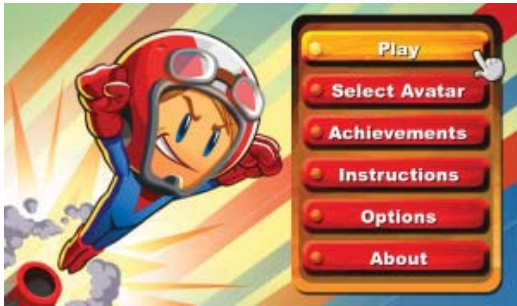 Play
Select Avatar
Achievements
Instructions
Options
About